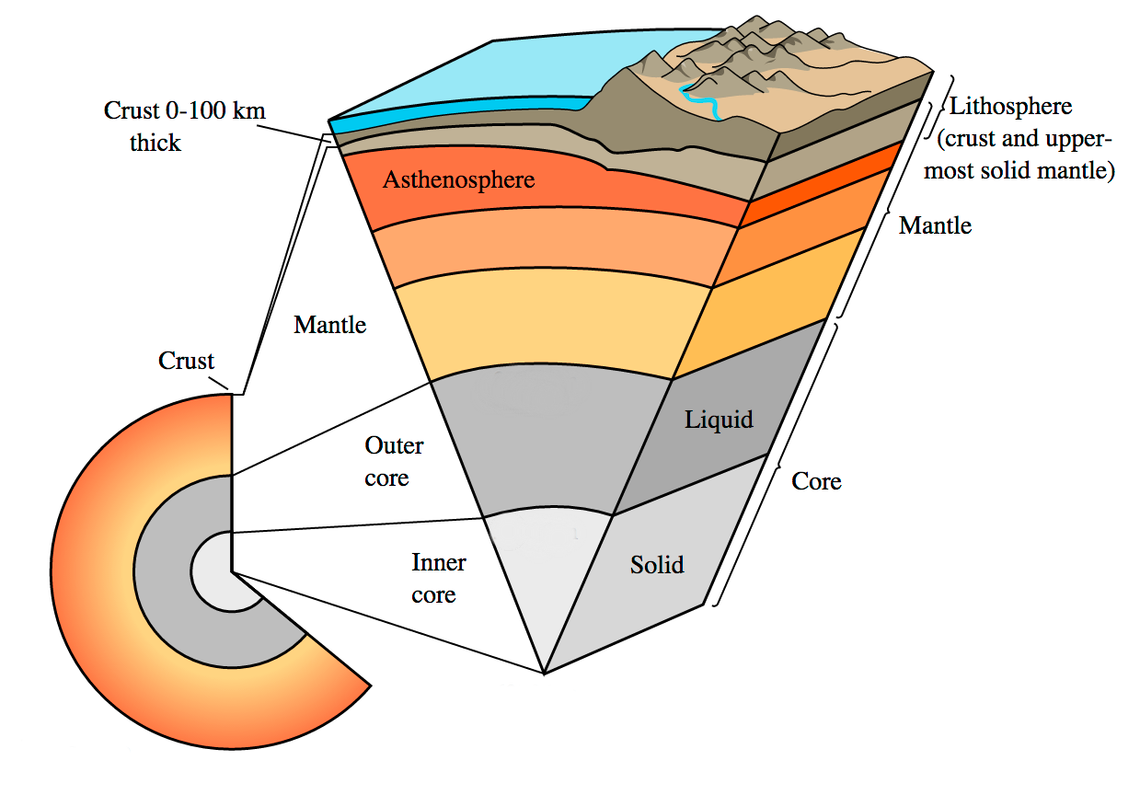 Crust 0-100 km
thick
Lithosphere
(crust and upper-
most solid mantle)
Asthenosphere
Mantle
Mantle
Crust
Liquid
Outer
core
Core
Inner
core
Solid